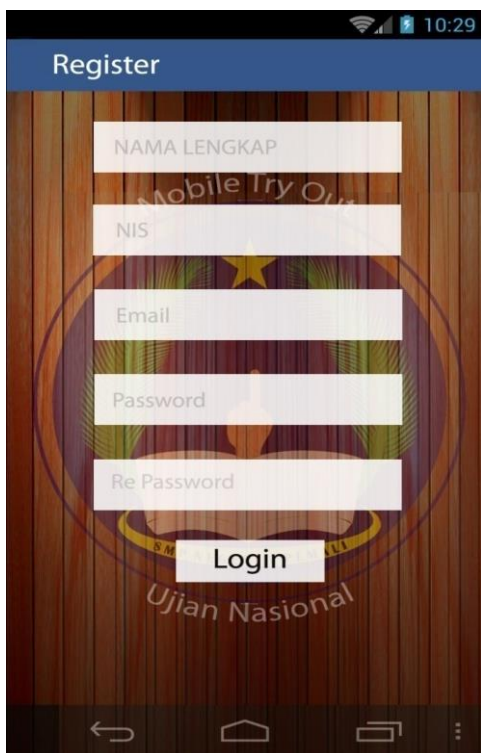 10:29
Register
NAMA LENGKAP
Mobile Try Out
NIS
Email
Password
Re Password
Login
Ujian Nasional